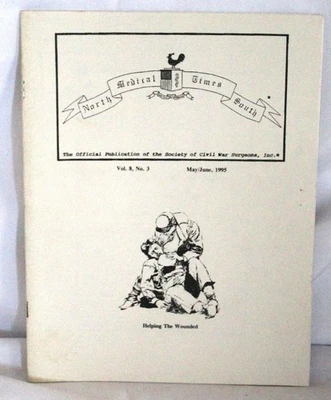 North Medical Times South
The Official Publication of the Society of Civil War Surgeons, Inc.®
Vol. 8, No. 3 May/June, 1995
Helping The Wounded